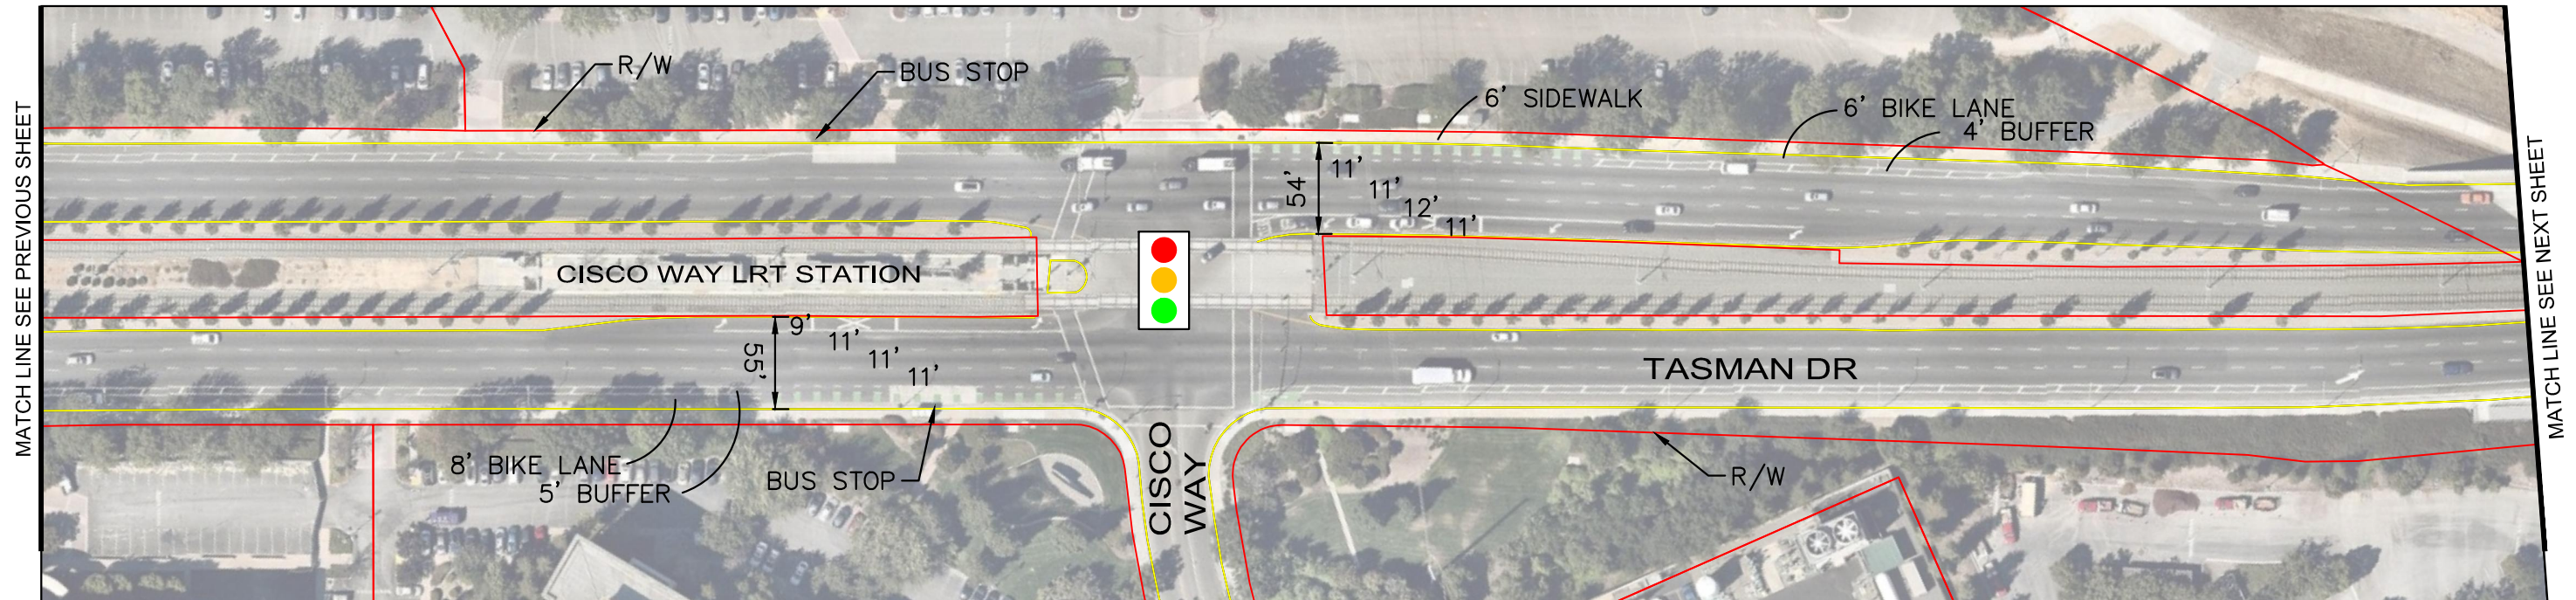 MATCH LINE SEE PREVIOUS SHEET
R/W
BUS STOP
6' SIDEWALK
6' BIKE LANE
4' BUFFER
54'
11'
11'
12'
11'
CISCO WAY LRT STATION
55'
9'
11'
11'
11'
TASMAN DR
8' BIKE LANE
5' BUFFER
BUS STOP
CISCO
WAY
R/W
MATCH LINE SEE NEXT SHEET